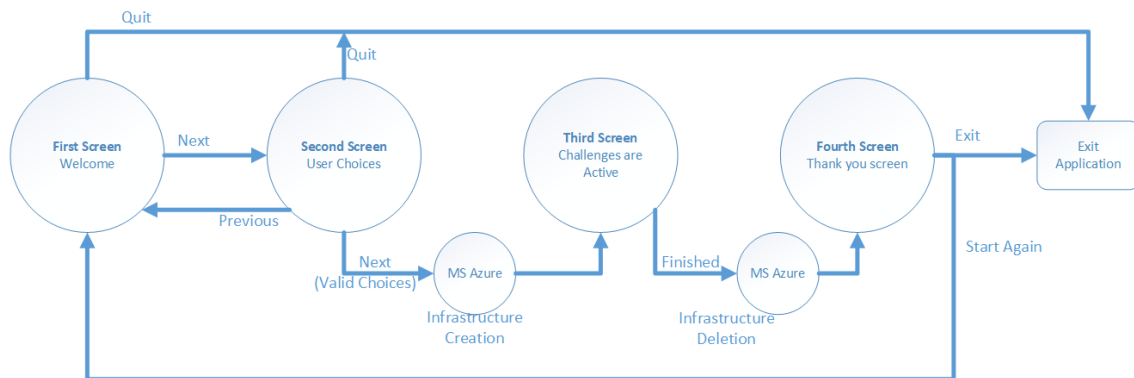 Quit
Quit
First Screen
Welcome
Next
Second Screen
User Choices
Third Screen
Challenges are
Active
Fourth Screen
Thank you screen
Exit
Exit
Application
Previous
Start Again
Next
(Valid Choices)
MS Azure
Infrastructure
Creation
Finished
MS Azure
Infrastructure
Deletion